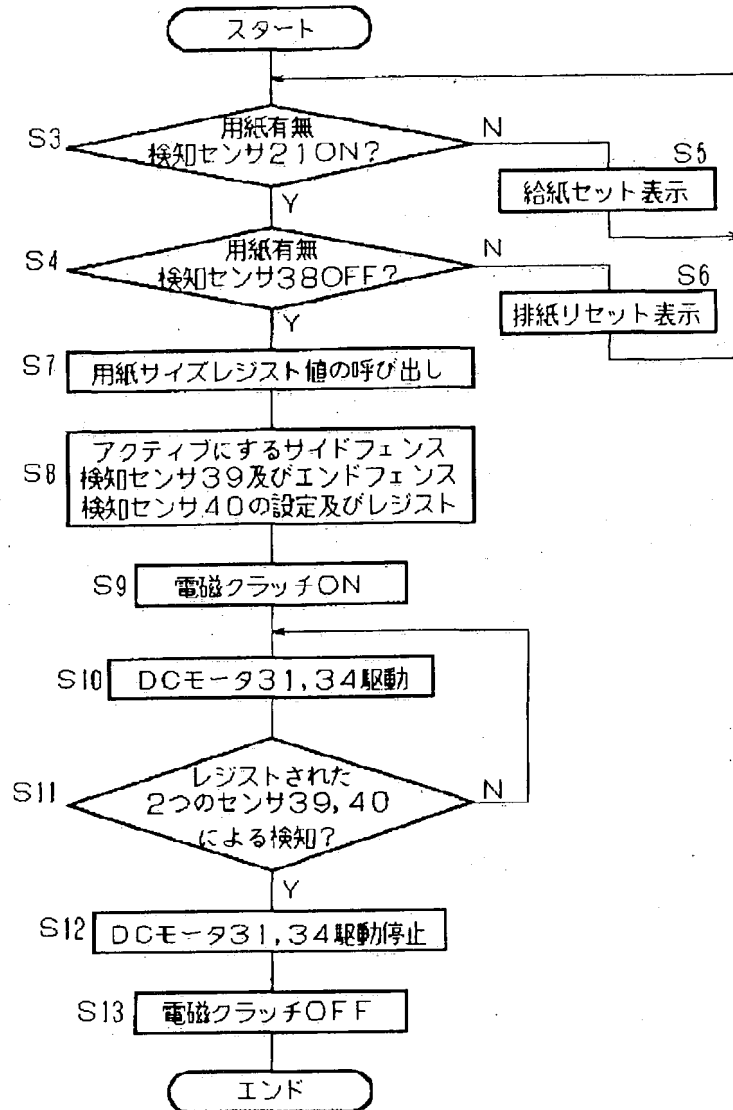 スタート
S3
用紙有無
検知センサ21ON?
N
Y
S5
給紙セット表示
S4
用紙有無
検知センサ38OFF?
N
Y
S6
排紙リセット表示
S7
用紙サイズレジスト値の呼び出し
S8
アクティブにするサイドフェンス
検知センサ39及びエンドフェンス
検知センサ40の設定及びレジスト
S9
電磁クラッチON
S10
DCモータ31,34駆動
S11
レジストされた
2つのセンサ39,40
による検知?
N
Y
S12
DCモータ31,34駆動停止
S13
電磁クラッチOFF
エンド